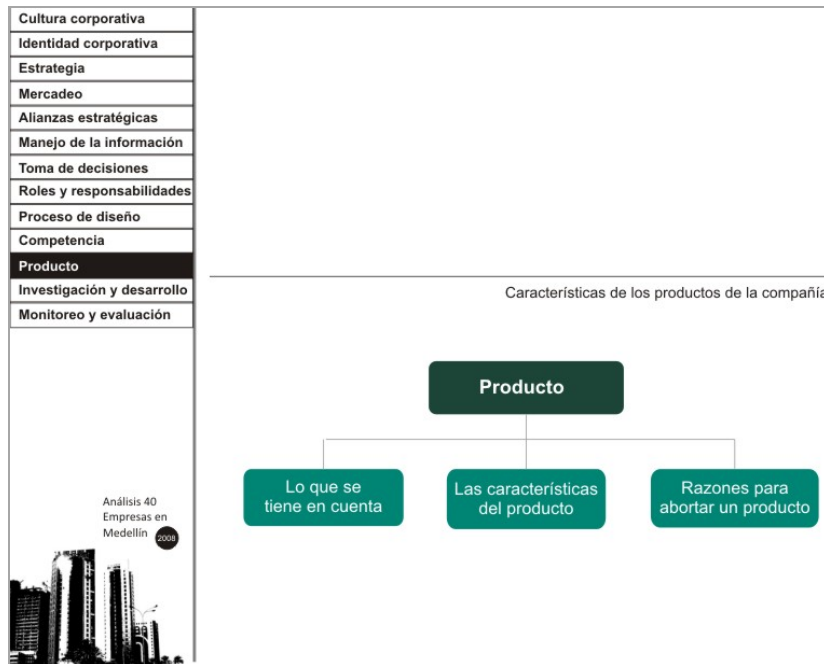 Cultura corporativa
Identidad corporativa
Estrategia
Mercadeo
Alianzas estratégicas
Manejo de la información
Toma de decisiones
Roles y responsabilidades
Proceso de diseño
Competencia
Producto
Investigación y desarrollo
Monitoreo y evaluación
Características de los productos de la compañía
Producto
Lo que se
tiene en cuenta
Las características
del producto
Razones para
abortar un producto
Análisis 40
Empresas en
Medellín 2008